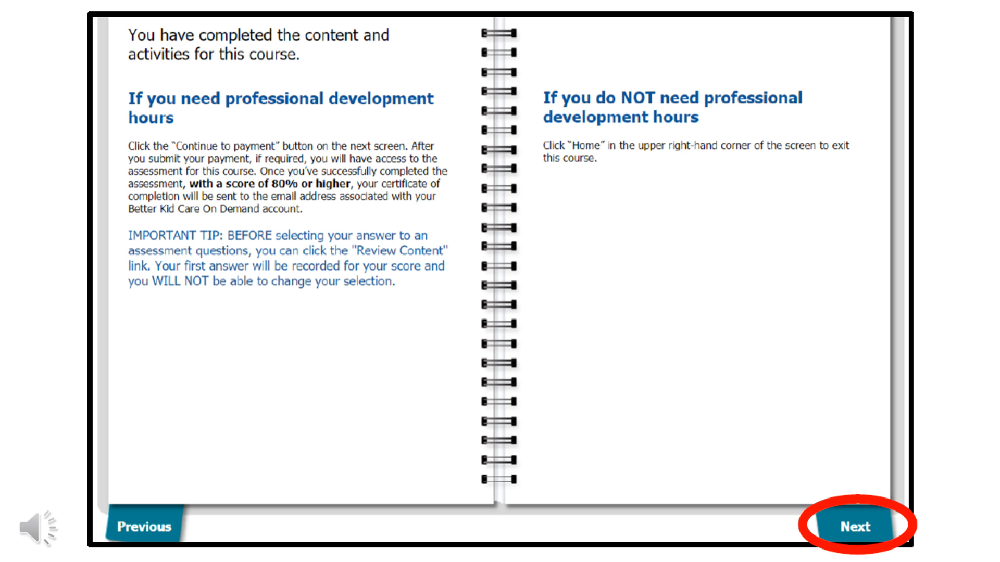 You have completed the content and
activities for this course.
If you need professional development
hours
Click the “Continue to payment” button on the next screen. After
you submit your payment, if required, you will have access to the
assessment for this course. Once you’ve successfully completed the
assessment, with a score of 80% or higher, your certificate of
completion will be sent to the email address associated with your
Better Kid Care On Demand account.
IMPORTANT TIP: BEFORE selecting your answer to an
assessment questions, you can click the "Review Content"
link. Your first answer will be recorded for your score and
you WILL NOT be able to change your selection.
If you do NOT need professional
development hours
Click “Home” in the upper right-hand corner of the screen to exit
this course.
Previous
Next